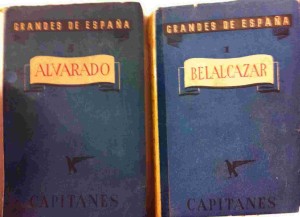 GRANDES DE ESPAÑA
ALVARADO
CAPITANES
GRANDES DE ESPAÑA
BELALCAZAR
CAPITANES